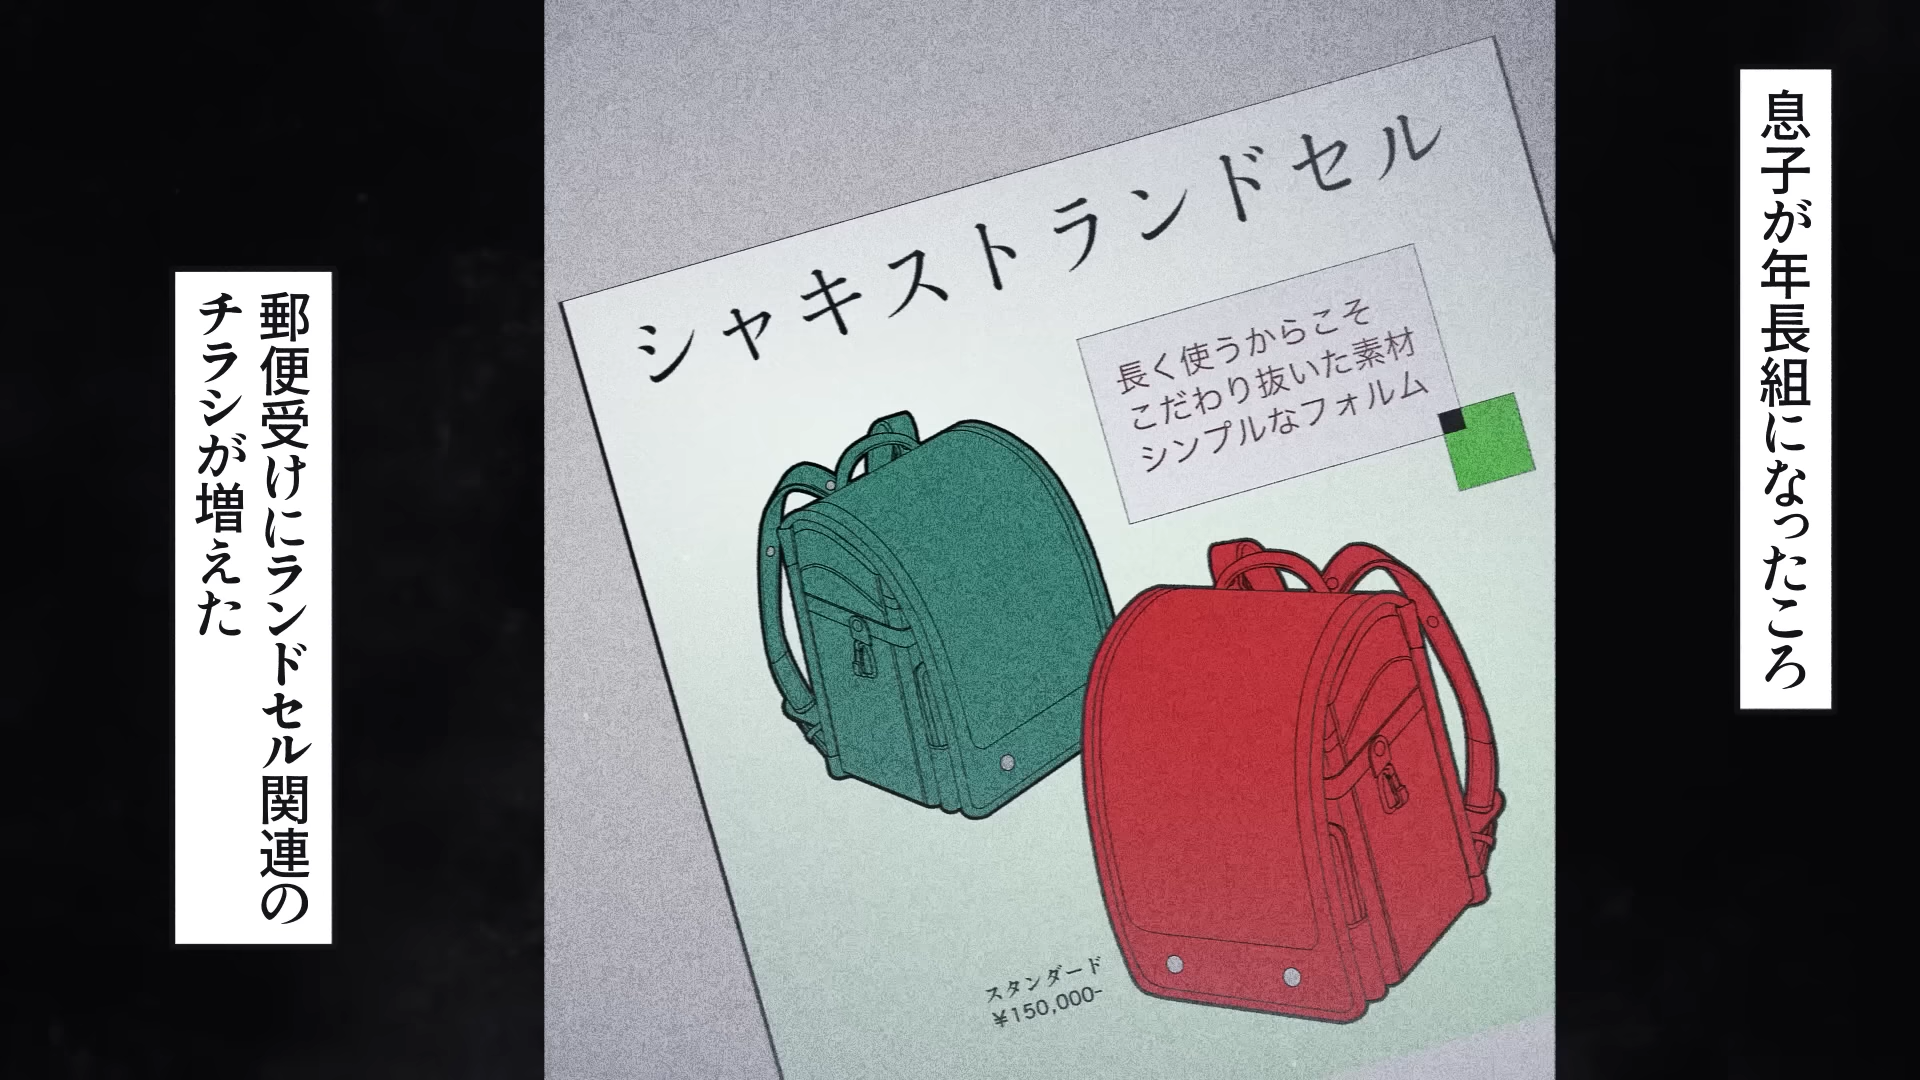 息子が年長組になったころ
シャキストランドセル
長く使うからこそ
こだわり抜いた素材
シンプルなフォルム
スタンダード
¥150,000-
郵便受けにランドセル関連の
チラシが増えた